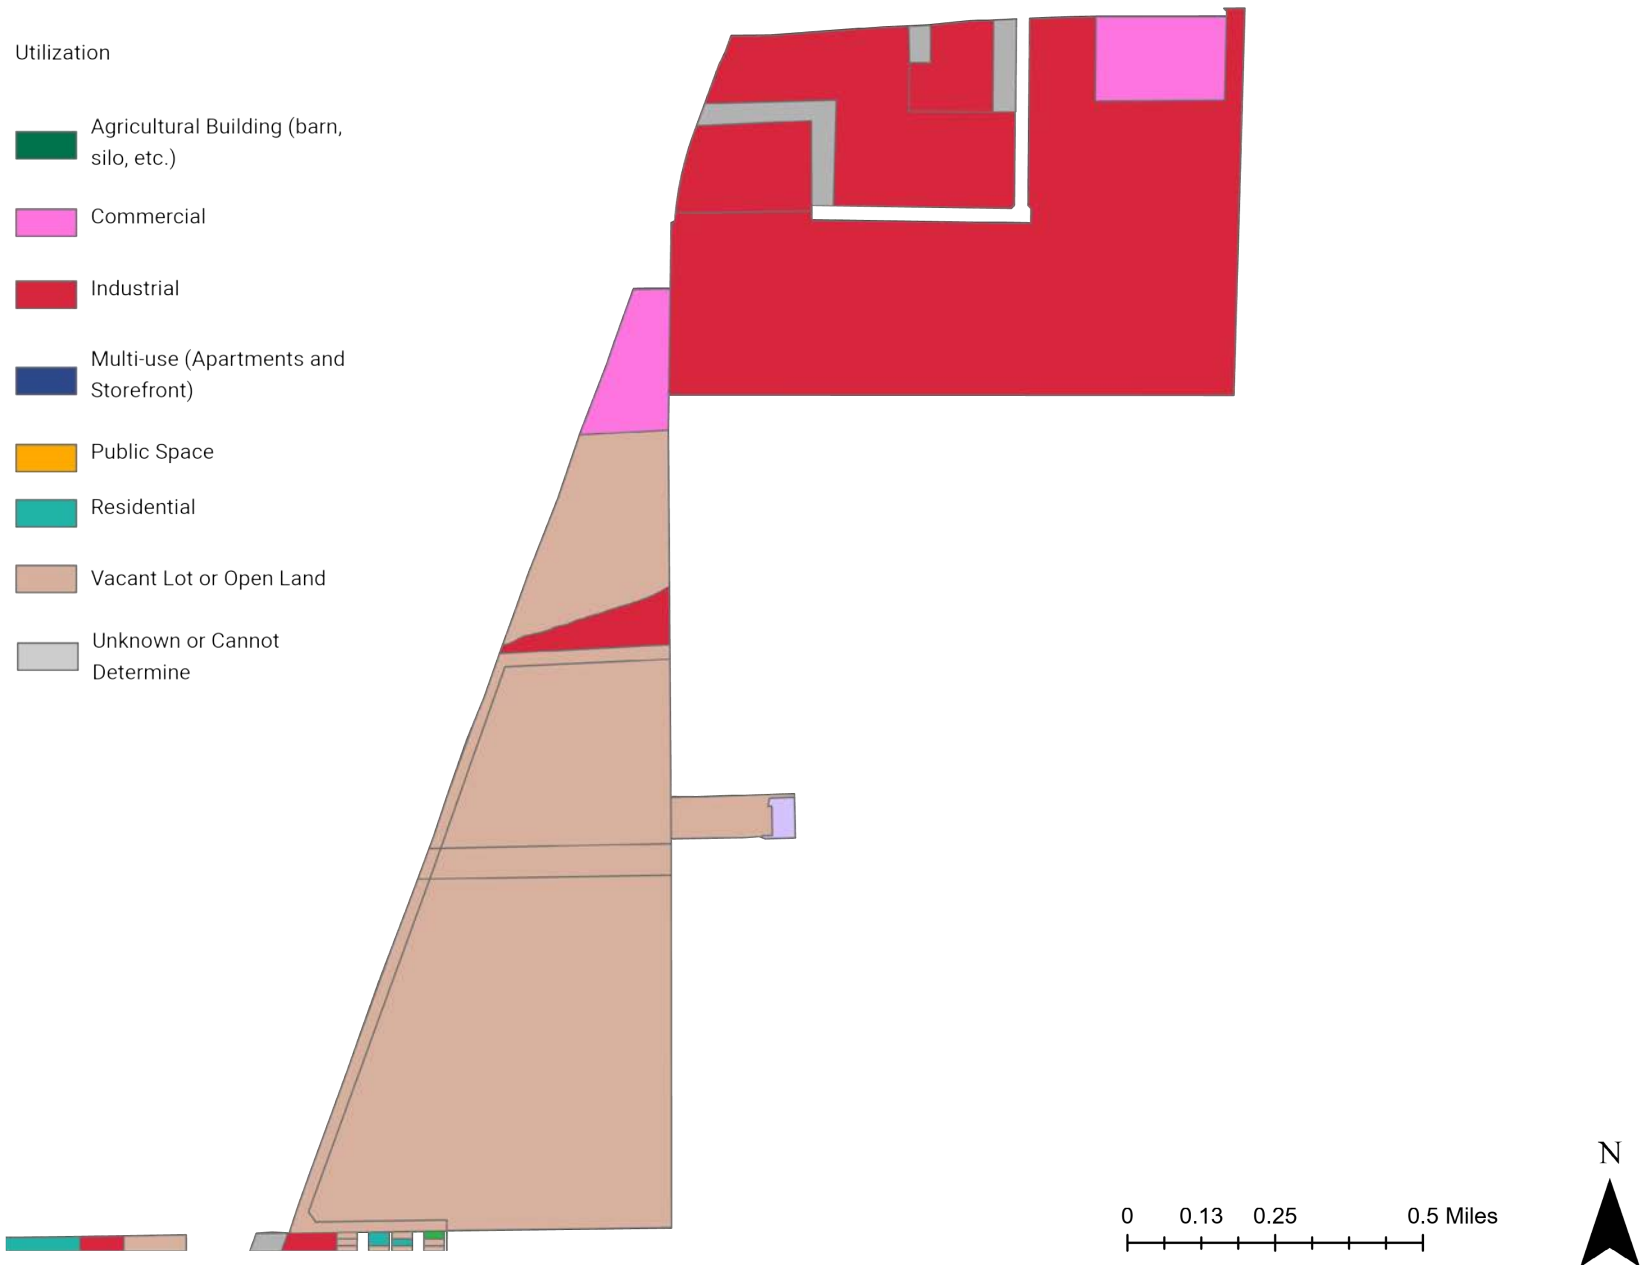 Utilization
Agricultural Building (barn,
silo, etc.)
Commercial
Industrial
Multi-use (Apartments and
Storefront)
Public Space
Residential
Vacant Lot or Open Land
Unknown or Cannot
Determine
N
0 0.13 0.25 0.5 Miles